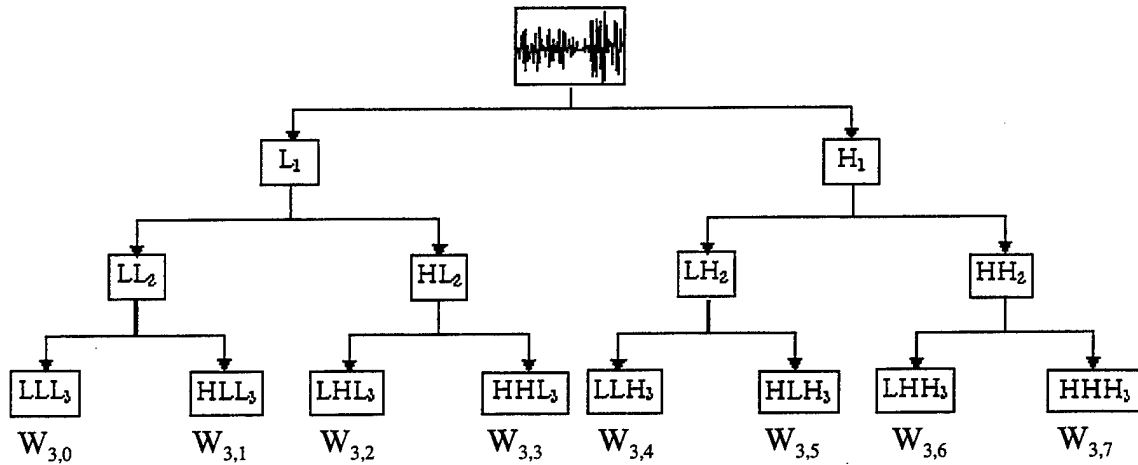 L₁ H₁
LL₂ HL₂ LH₂ HH₂
LLL₃ HLL₃ LHL₃ HHL₃ LLH₃ HLH₃ LHH₃ HHH₃
W₃,₀ W₃,₁ W₃,₂ W₃,₃ W₃,₄ W₃,₅ W₃,₆ W₃,₇